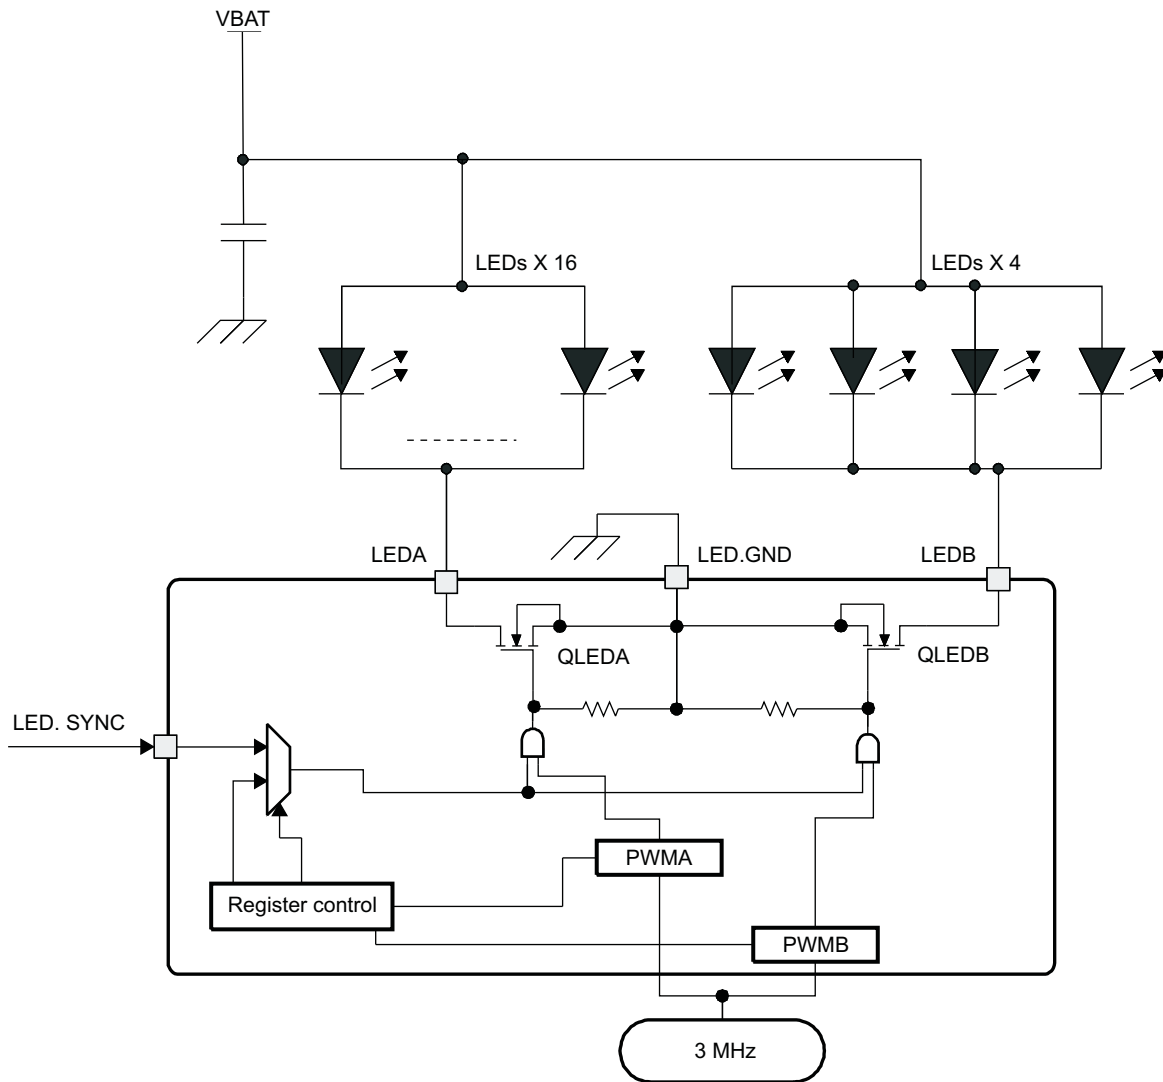 VBAT
LEDs X 16
LEDs X 4
LEDA
LED.GND
LEDB
QLEDA
QLEDB
LED. SYNC
PWMA
Register control
PWMB
3 MHz